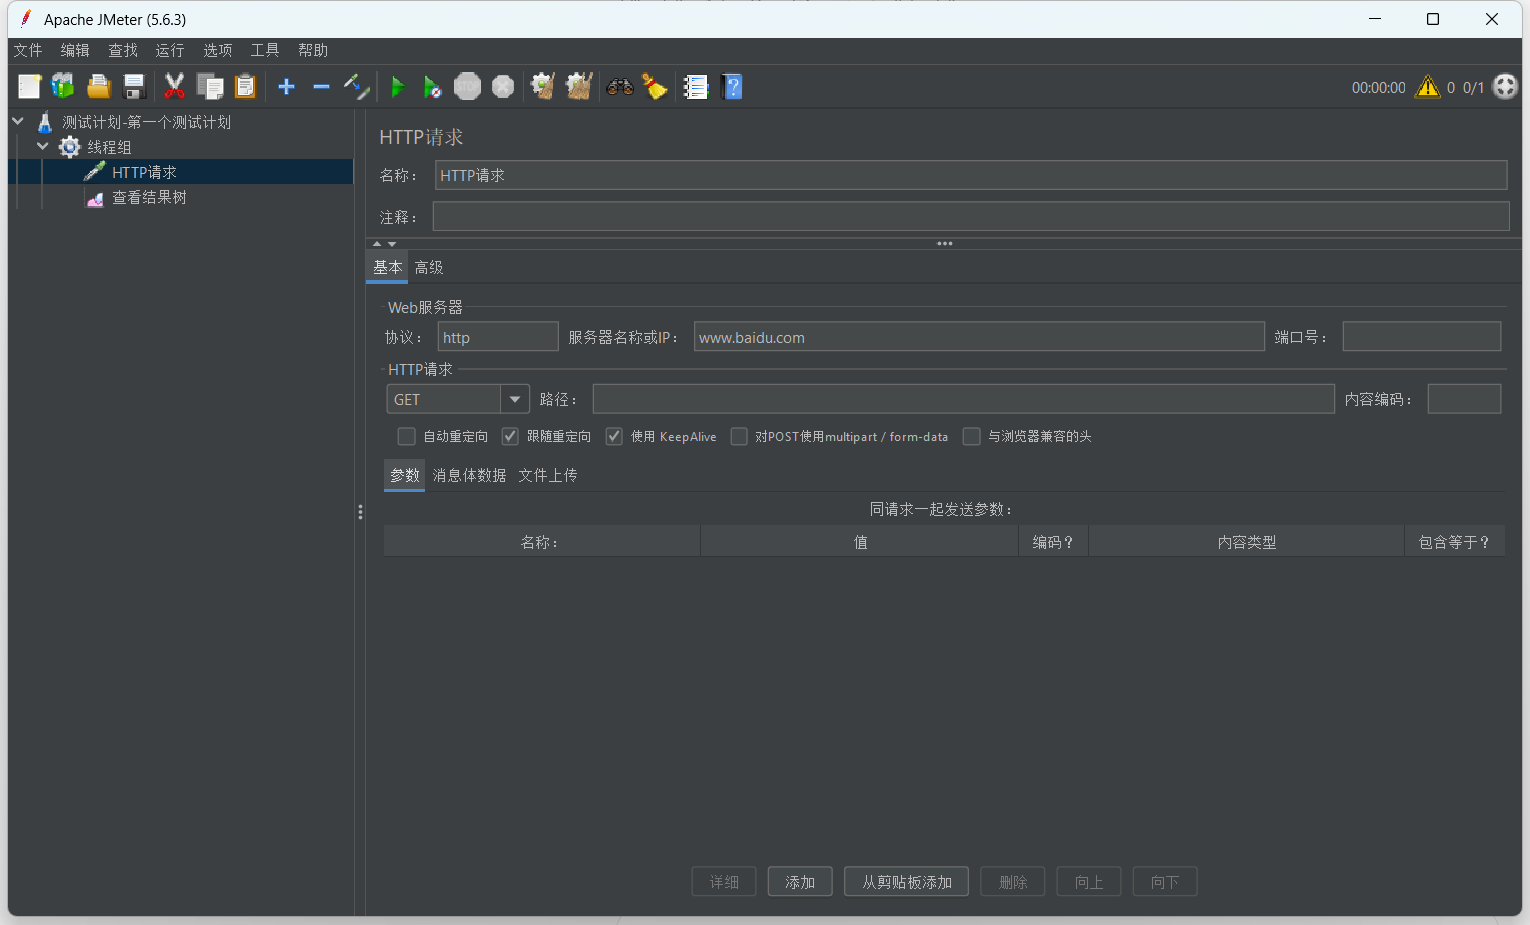 Apache JMeter (5.6.3)
文件 编辑 查找 运行 选项 工具 帮助
STOP
00:00:00 0 0/1
测试计划-第一个测试计划
线程组
HTTP请求
查看结果树
HTTP请求
名称： HTTP请求
注释：
基本 高级
Web服务器
协议： http 服务器名称或IP： www.baidu.com 端口号：
HTTP请求
GET 路径： 内容编码：
自动重定向 跟随重定向 使用 KeepAlive 对POST使用multipart / form-data 与浏览器兼容的头
参数 消息体数据 文件上传
同请求一起发送参数：
名称： 值 编码？ 内容类型 包含等于？
详细 添加 从剪贴板添加 删除 向上 向下